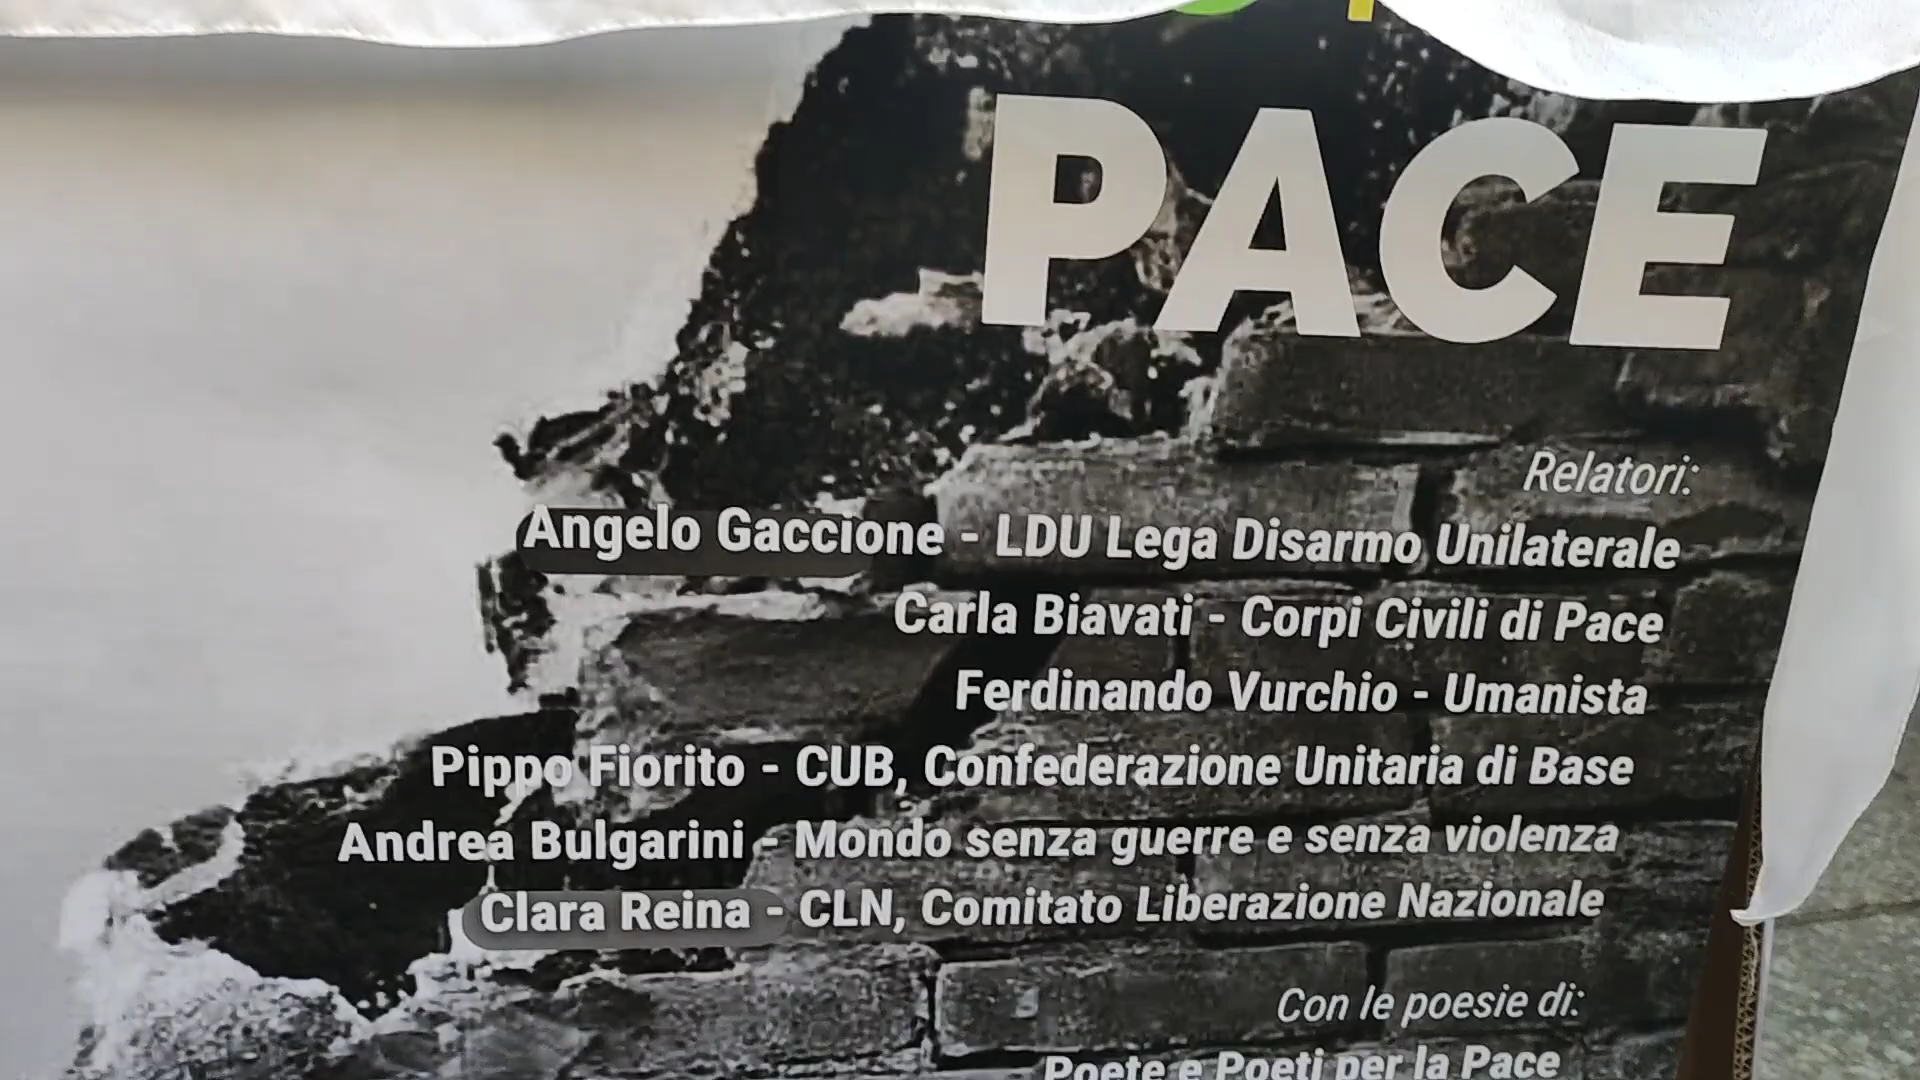 PACE
Relatori:
Angelo Gaccione - LDU Lega Disarmo Unilaterale
Carla Biavati - Corpi Civili di Pace
Ferdinando Vurchio - Umanista
Pippo Fiorito - CUB, Confederazione Unitaria di Base
Andrea Bulgarini - Mondo senza guerre e senza violenza
Clara Reina - CLN, Comitato Liberazione Nazionale
Con le poesie di:
Poete e Poeti per la Pace